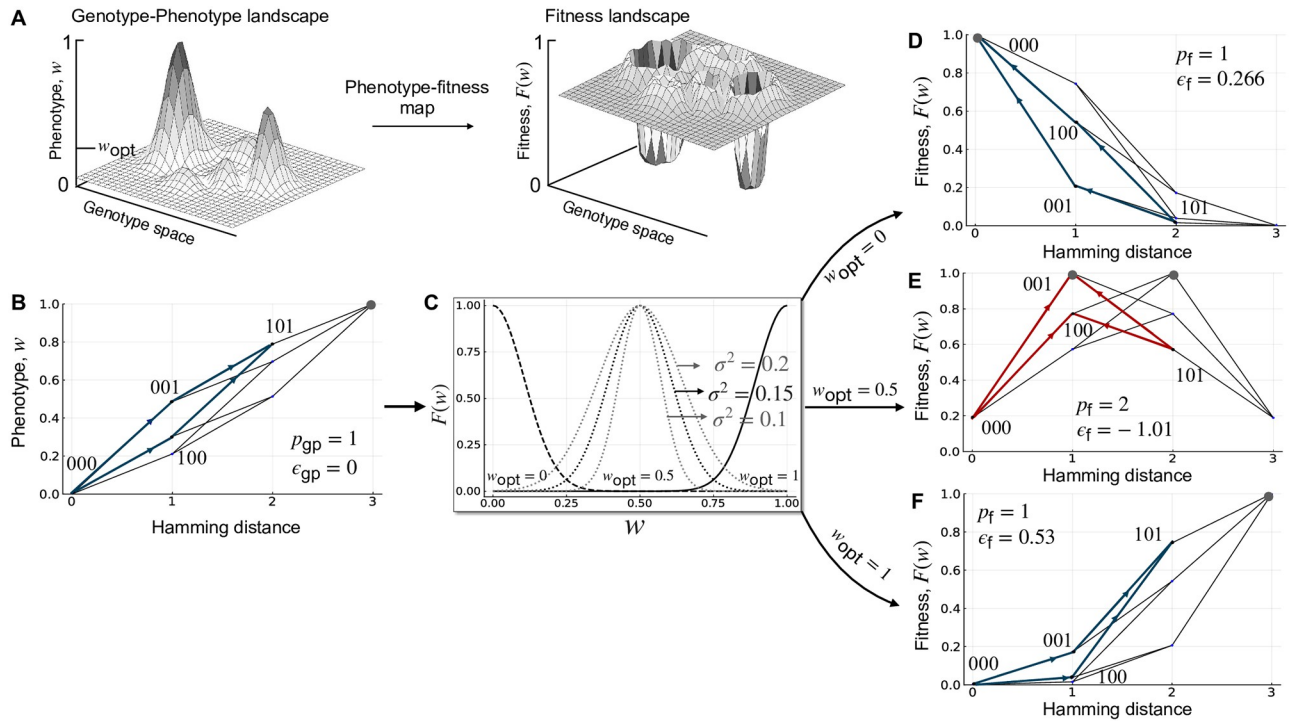 A
Genotype-Phenotype landscape
Fitness landscape
1
Phenotype, w
w_opt
0
Genotype space
Phenotype-fitness
map
1
Fitness, F(w)
0
Genotype space
B
1.0
0.8
0.6
0.4
0.2
0.0
Phenotype, w
000
001
100
101
p_gp = 1
ϵ_gp = 0
0
1
2
3
Hamming distance
C
1.00
0.75
0.50
0.25
0.00
F(w)
σ² = 0.2
σ² = 0.15
σ² = 0.1
w_opt = 0
w_opt = 0.5
w_opt = 1
0.00
0.25
0.50
0.75
1.00
w
w_opt = 0
w_opt = 0.5
w_opt = 1
D
1.0
0.8
0.6
0.4
0.2
0.0
Fitness, F(w)
000
100
001
101
p_f = 1
ϵ_f = 0.266
0
1
2
3
Hamming distance
E
1.0
0.8
0.6
0.4
0.2
0.0
Fitness, F(w)
001
100
101
000
p_f = 2
ϵ_f = − 1.01
0
1
2
3
Hamming distance
F
1.0
0.8
0.6
0.4
0.2
0.0
Fitness, F(w)
p_f = 1
ϵ_f = 0.53
101
001
000
100
0
1
2
3
Hamming distance